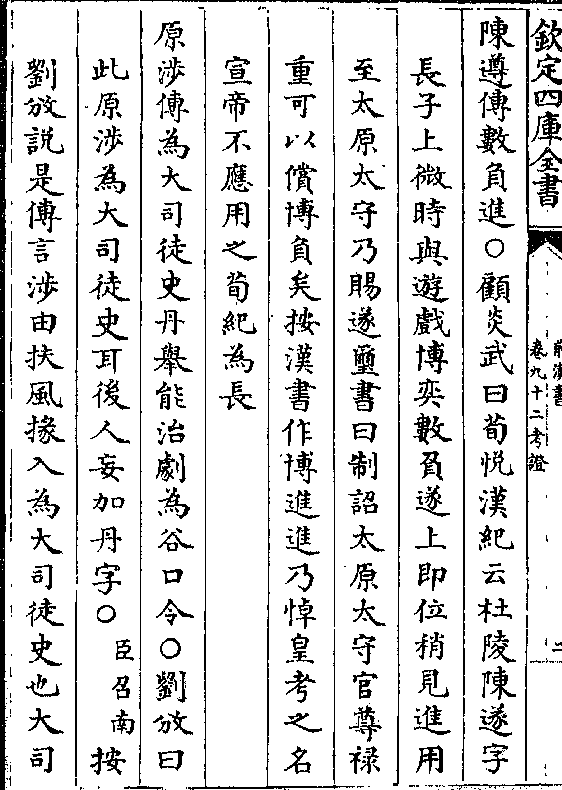 欽定四庫全書
前漢書
卷九十二考證
二
陳遵傳數負進○顧炎武曰荀悅漢紀云杜陵陳遂字
長子上微時與遊戲博奕數負遂上即位稍見進用
至太原太守乃賜遂璽書曰制詔太原太守官尊祿
重可以償博負矣按漢書作博進進乃悼皇考之名
宣帝不應用之荀紀為長
原涉傳為大司徒史丹舉能治劇為谷口令○劉攽曰
此原涉為大司徒史耳後人妄加丹字○臣召南按
劉攽説是傳言涉由扶風掾入為大司徒史也大司